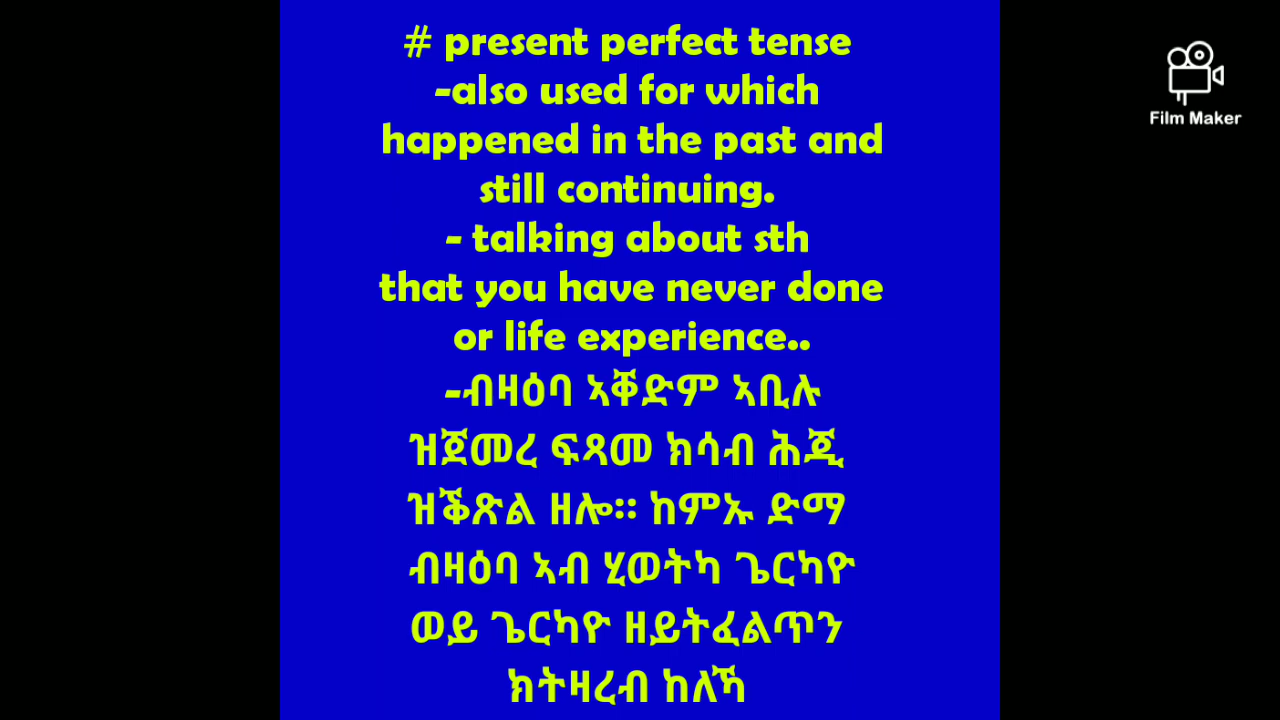 # present perfect tense
-also used for which
happened in the past and
still continuing.
- talking about sth
that you have never done
or life experience..
-ብዛዕባ ኣቐድም ኣቢሉ
ዝጀመረ ፍጻመ ክሳብ ሕጂ
ዝቕጽል ዘሎ። ከምኡ ድማ
ብዛዕባ ኣብ ሂወትካ ጌርካዮ
ወይ ጌርካዮ ዘይትፈልጥን
ክትዛረብ ከለኻ
Film Maker